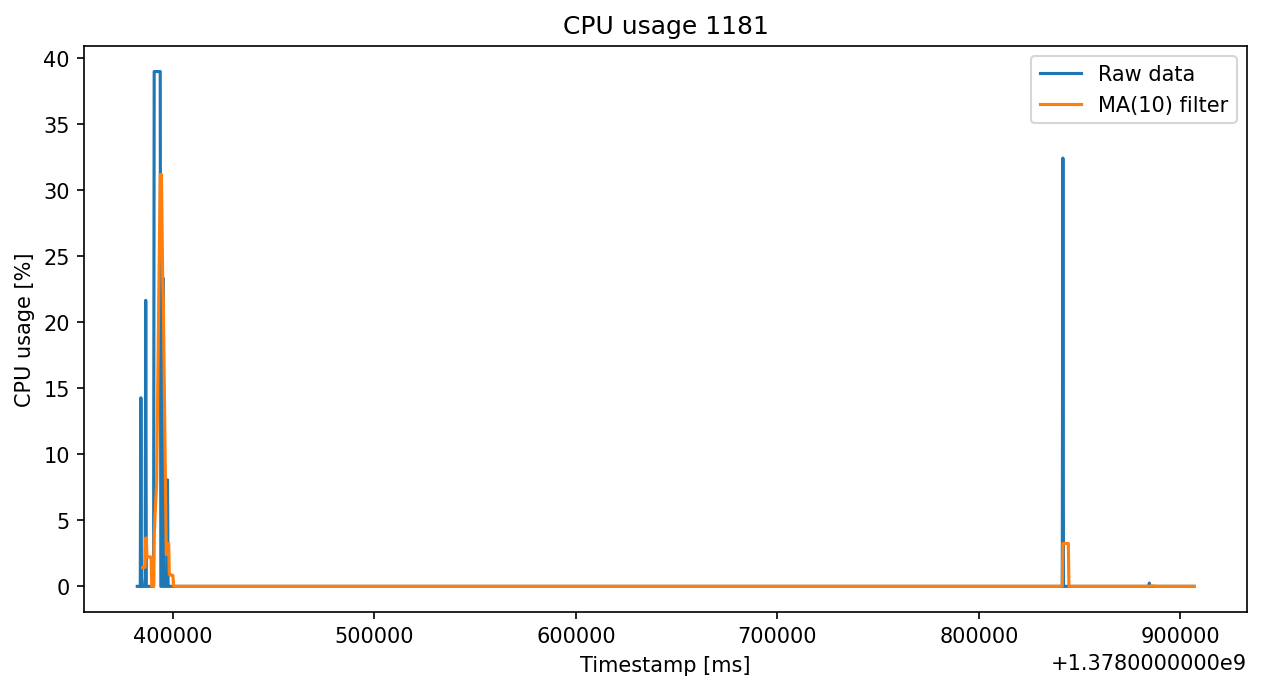 CPU usage 1181
Raw data
MA(10) filter
CPU usage [%]
40
35
30
25
20
15
10
5
0
400000 500000 600000 700000 800000 900000
Timestamp [ms]
+1.3780000000e9